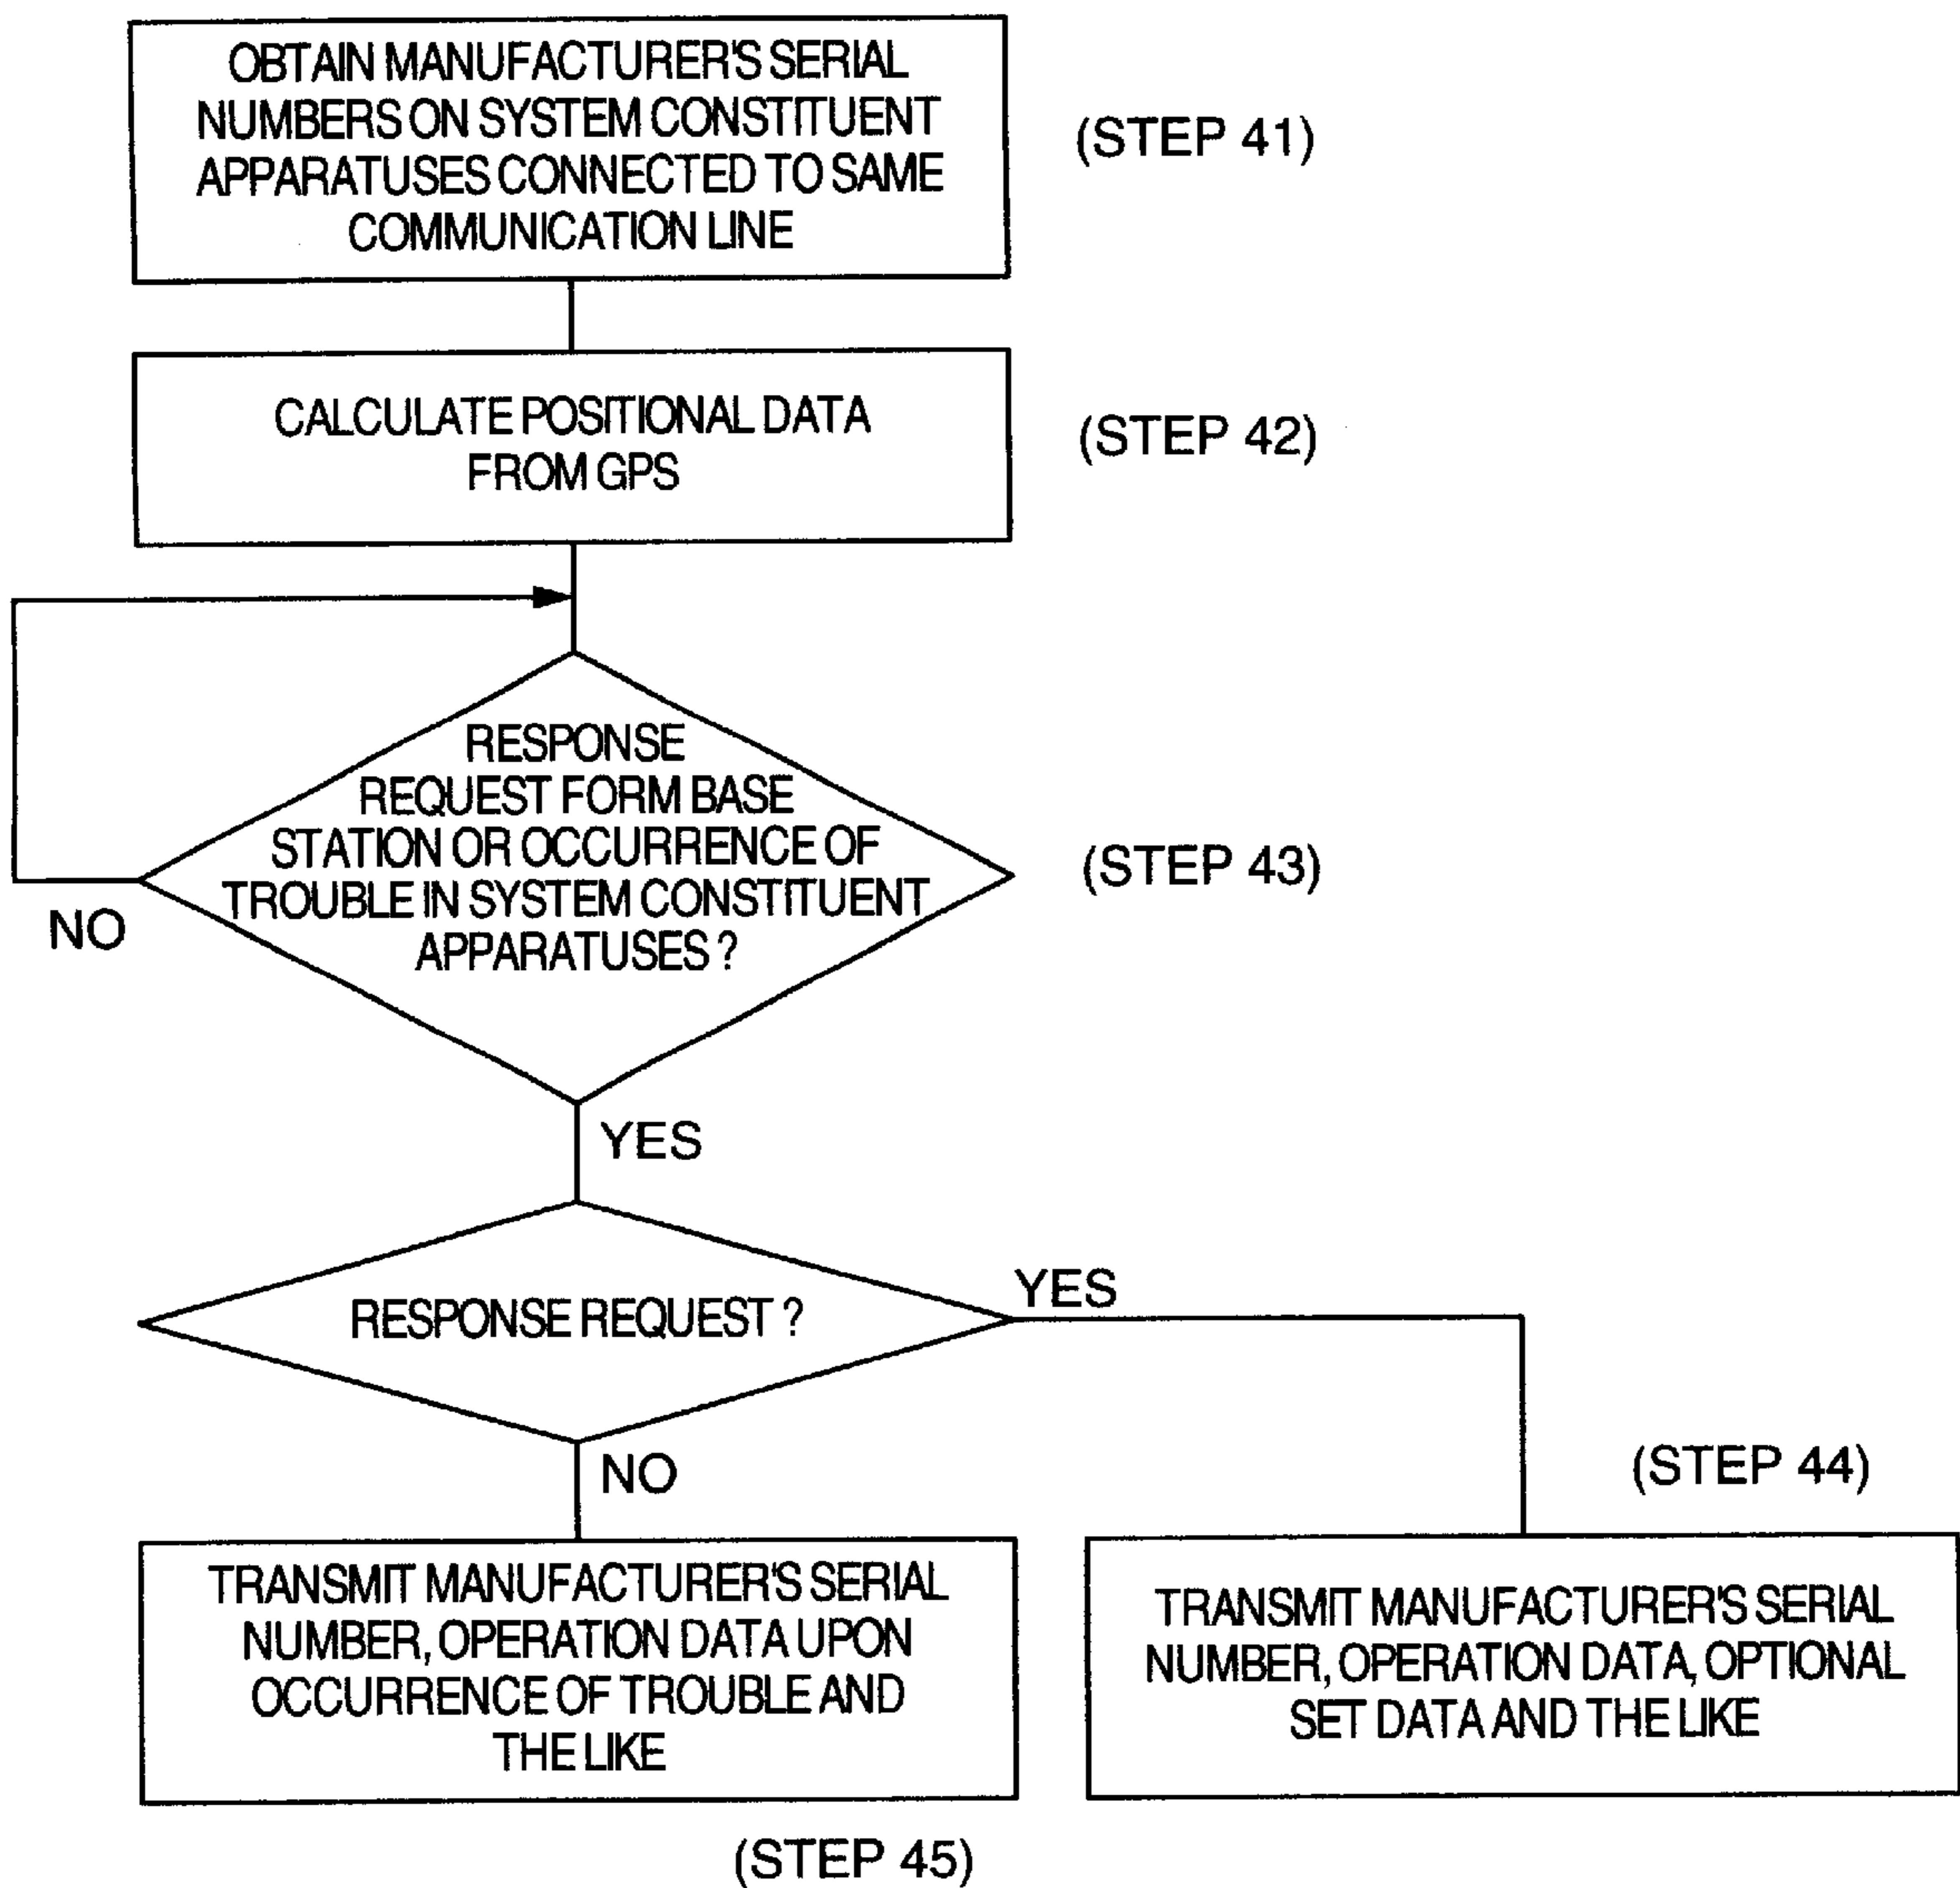 OBTAIN MANUFACTURER'S SERIAL
NUMBERS ON SYSTEM CONSTITUENT
APPARATUSES CONNECTED TO SAME
COMMUNICATION LINE
(STEP 41)
CALCULATE POSITIONAL DATA
FROM GPS
(STEP 42)
RESPONSE
REQUEST FORM BASE
STATION OR OCCURRENCE OF
TROUBLE IN SYSTEM CONSTITUENT
APPARATUSES ?
(STEP 43)
NO
YES
RESPONSE REQUEST ?
YES
NO
(STEP 44)
TRANSMIT MANUFACTURER'S SERIAL
NUMBER, OPERATION DATA UPON
OCCURRENCE OF TROUBLE AND
THE LIKE
TRANSMIT MANUFACTURER'S SERIAL
NUMBER, OPERATION DATA, OPTIONAL
SET DATA AND THE LIKE
(STEP 45)